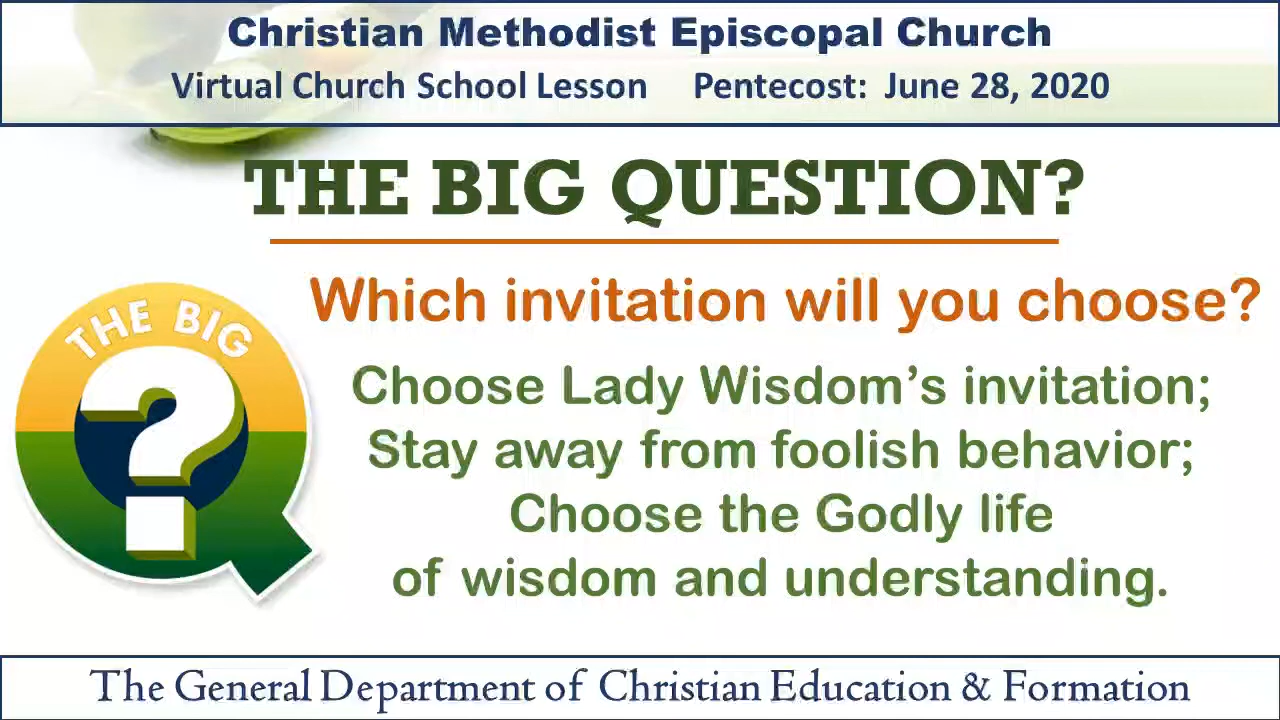 Christian Methodist Episcopal Church
Virtual Church School Lesson Pentecost: June 28, 2020
THE BIG QUESTION?
THE BIG
?
Which invitation will you choose?
Choose Lady Wisdom’s invitation;
Stay away from foolish behavior;
Choose the Godly life
of wisdom and understanding.
The General Department of Christian Education & Formation